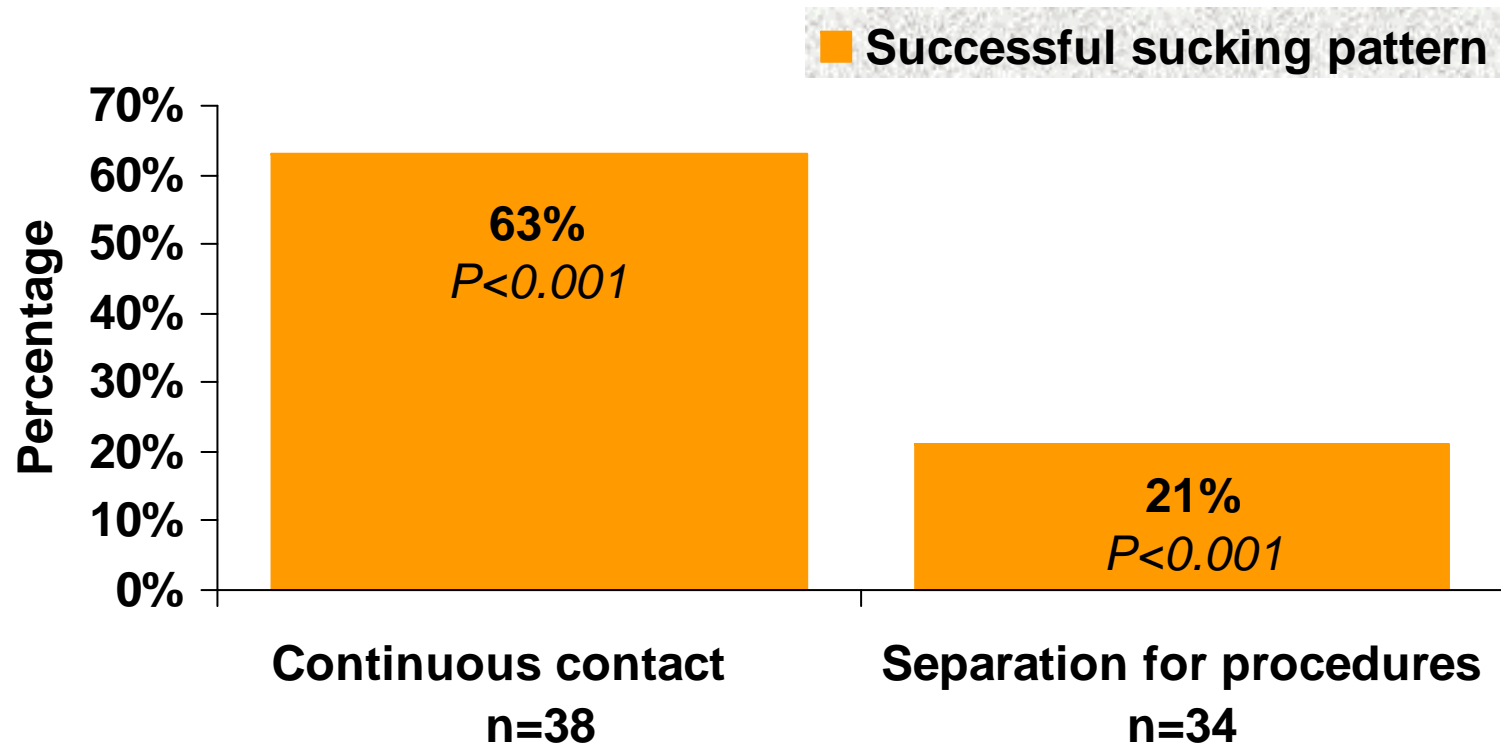 Successful sucking pattern
70%
60%
50%
40%
30%
20%
10%
0%
Percentage
63%
P<0.001
21%
P<0.001
Continuous contact
n=38
Separation for procedures
n=34